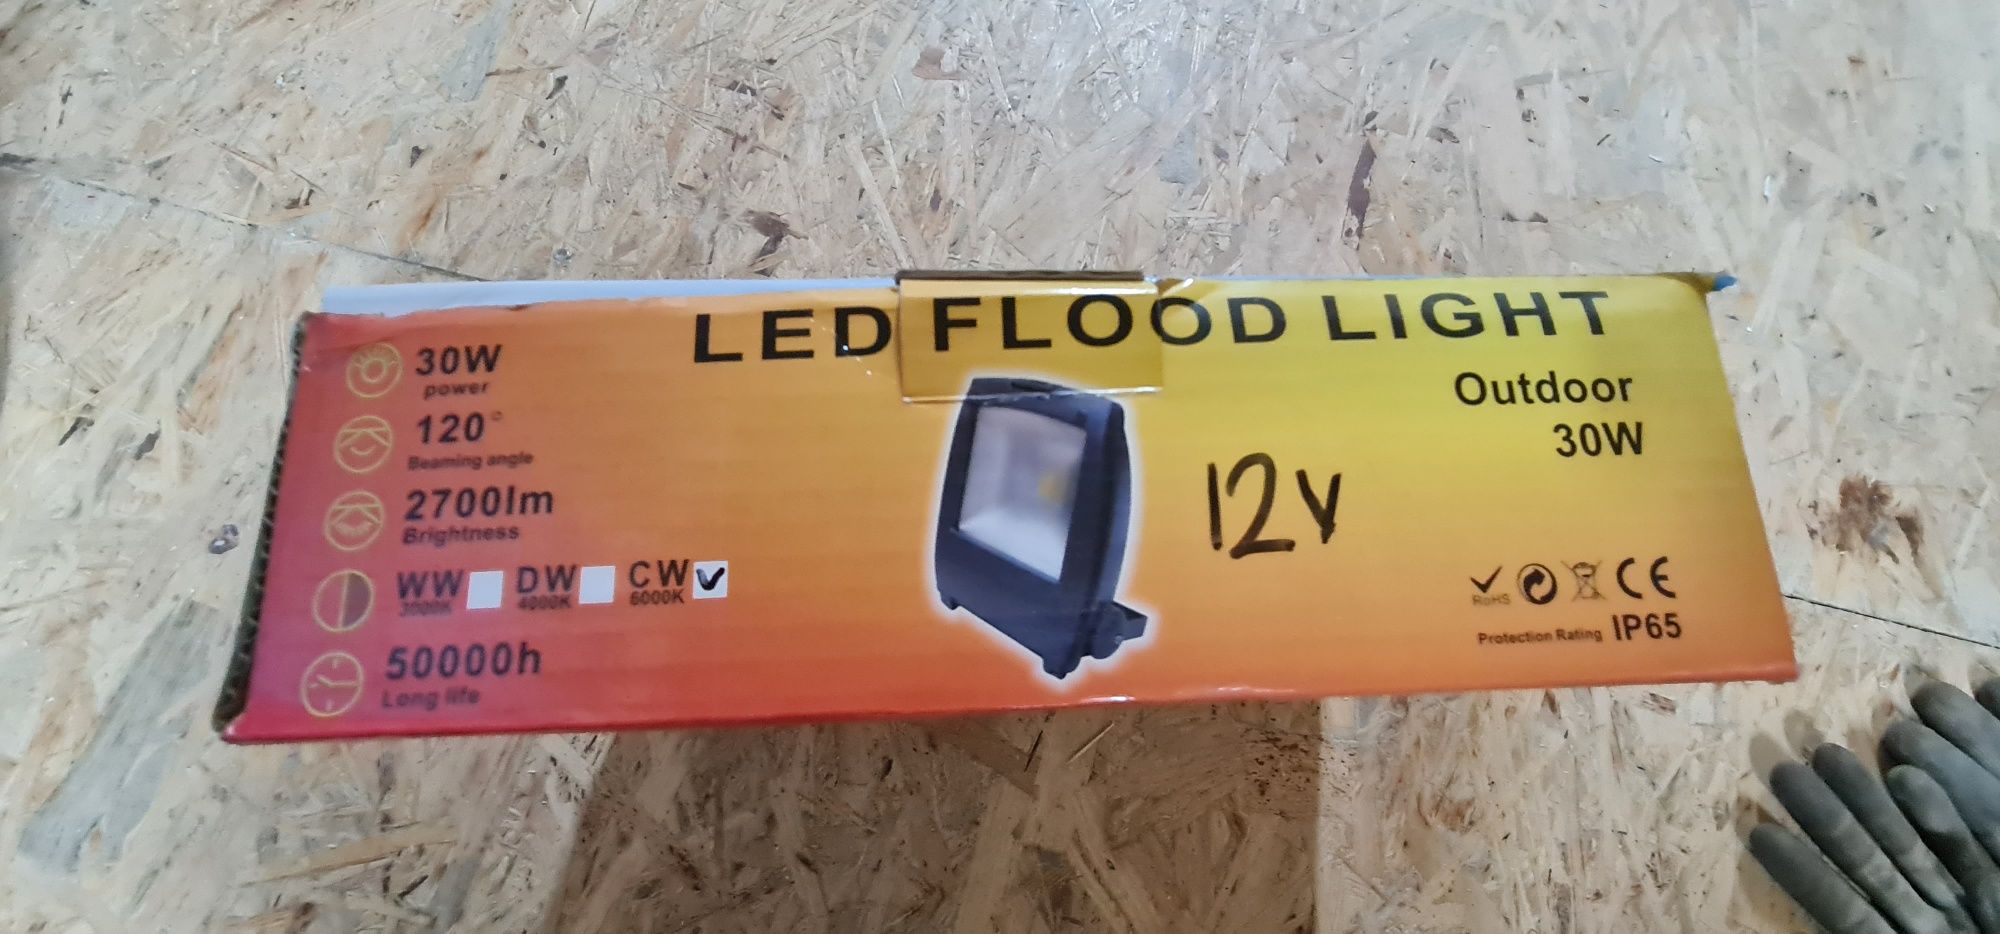 LED FLOOD LIGHT
30W
power
120°
Beaming angle
2700lm
Brightness
WW DW CW
3000K 4000K 6000K
50000h
Long life
12V
Outdoor
30W
RoHS CE
Protection Rating IP65